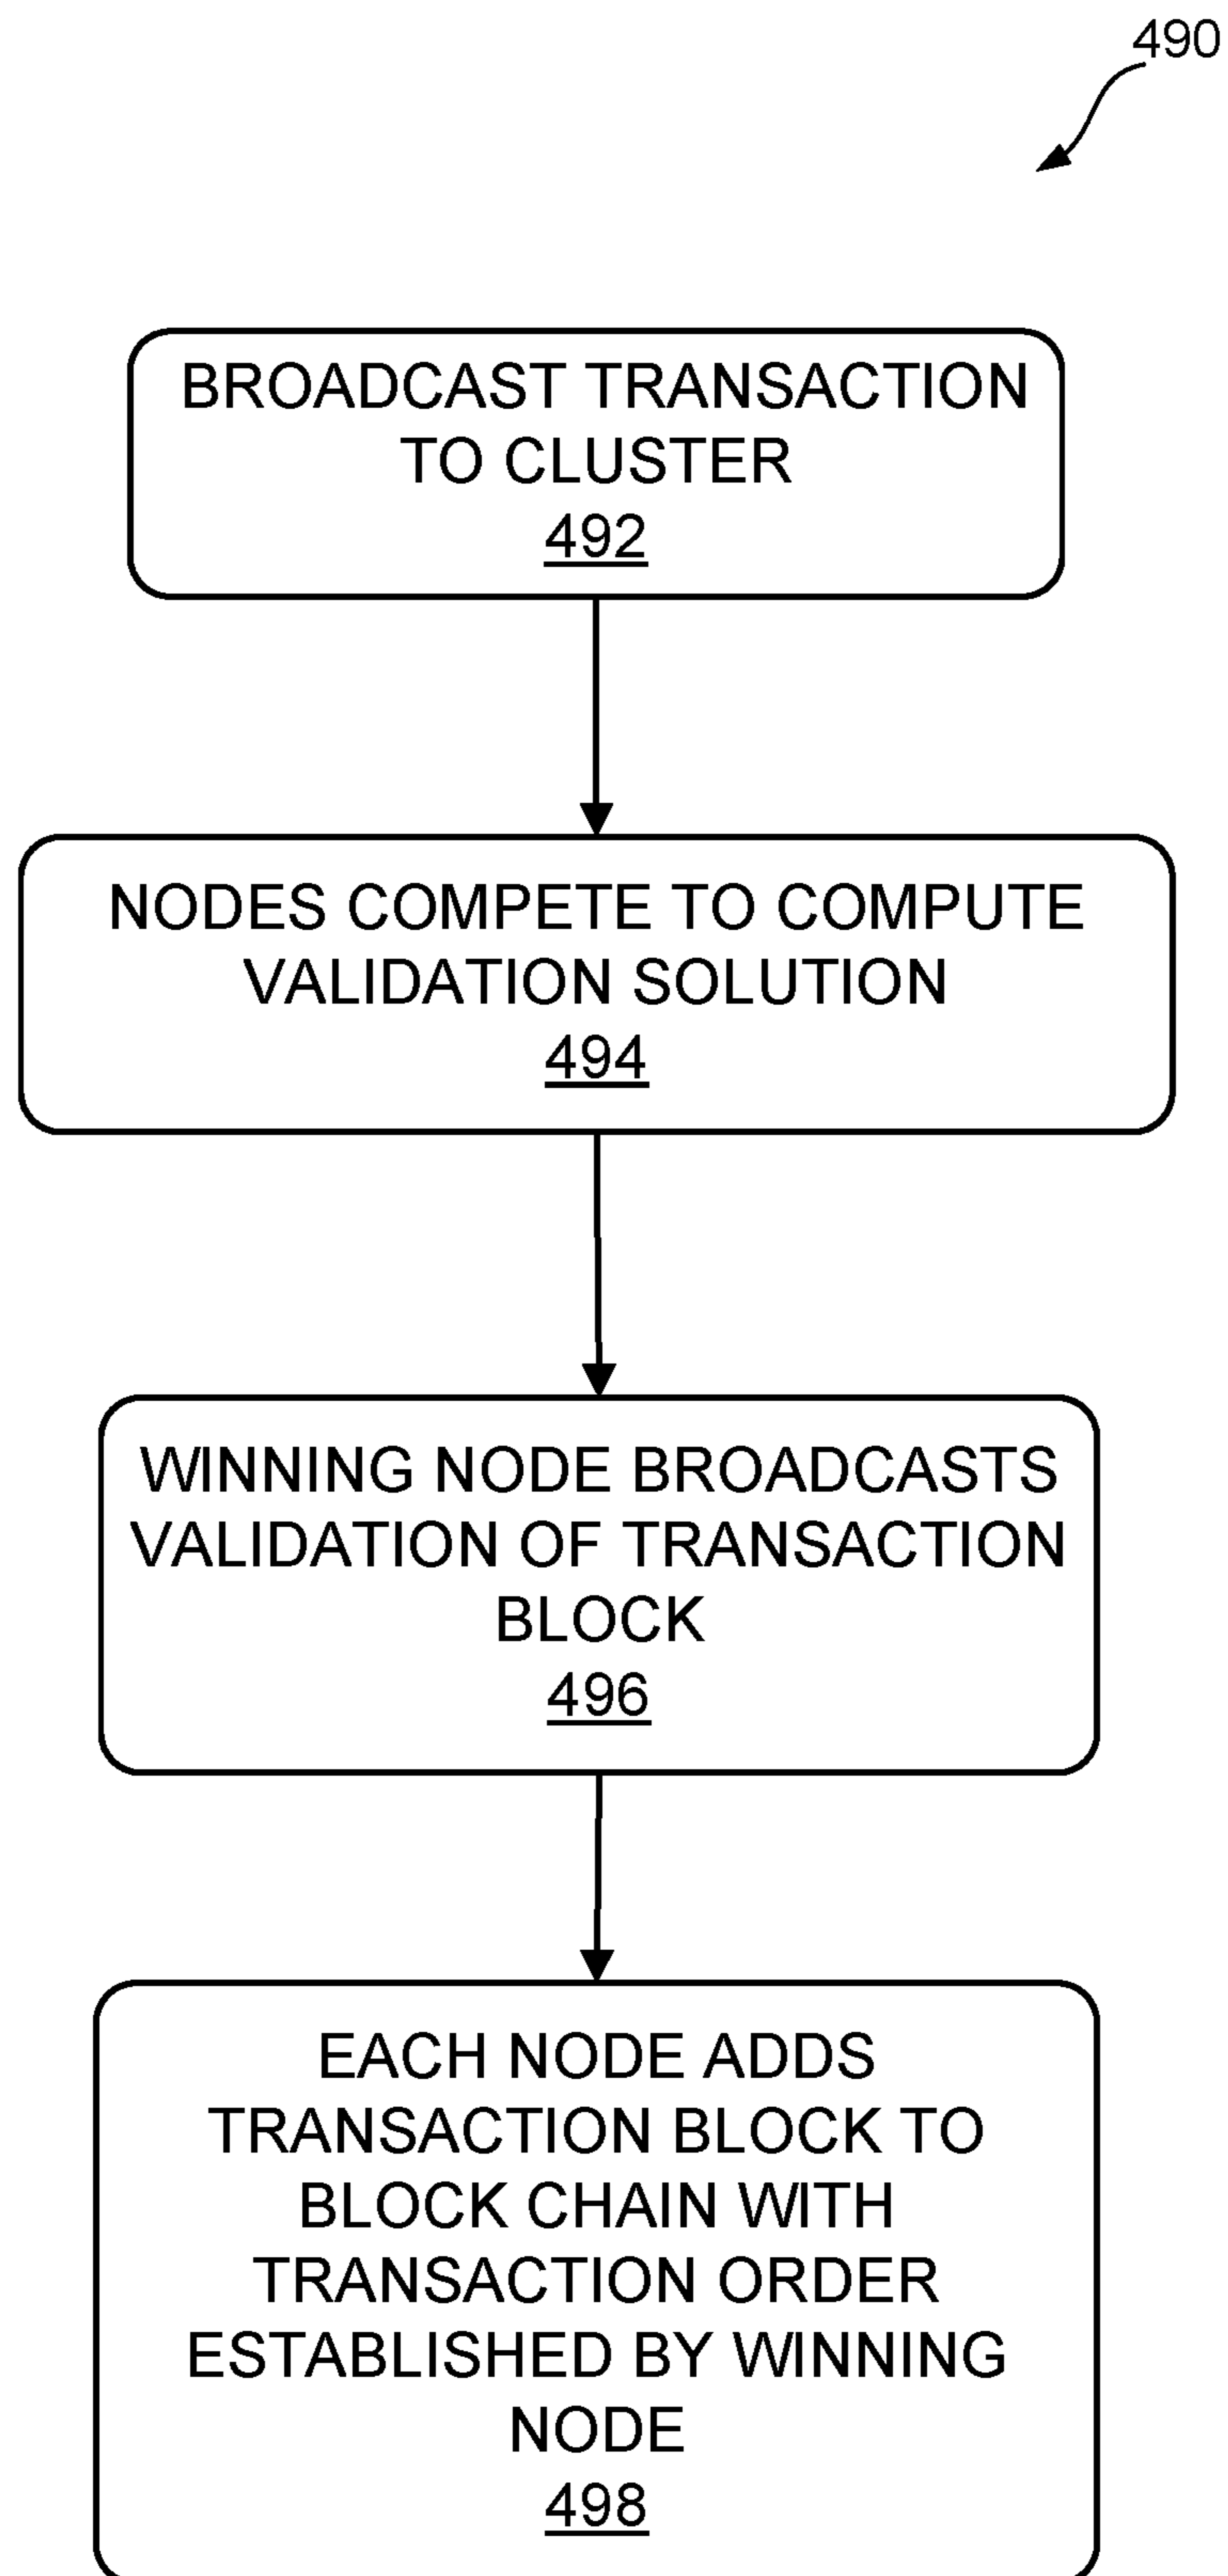 490
BROADCAST TRANSACTION
TO CLUSTER
492
NODES COMPETE TO COMPUTE
VALIDATION SOLUTION
494
WINNING NODE BROADCASTS
VALIDATION OF TRANSACTION
BLOCK
496
EACH NODE ADDS
TRANSACTION BLOCK TO
BLOCK CHAIN WITH
TRANSACTION ORDER
ESTABLISHED BY WINNING
NODE
498